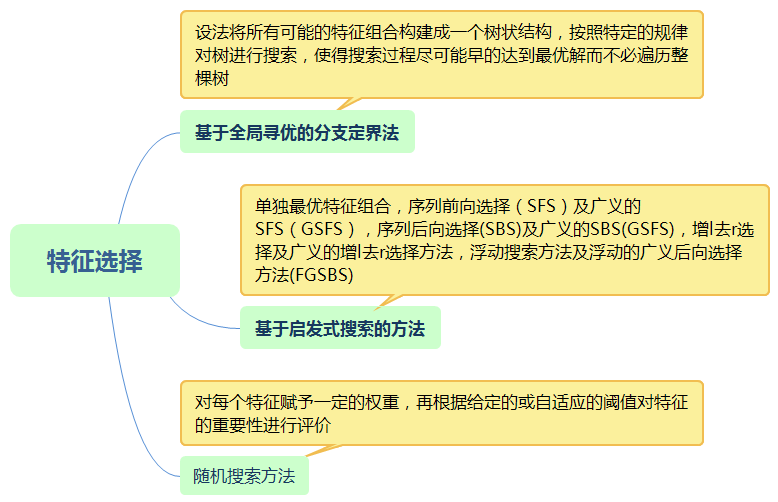 设法将所有可能的特征组合构建成一个树状结构，按照特定的规律
对树进行搜索，使得搜索过程尽可能早的达到最优解而不必遍历整
棵树
基于全局寻优的分支定界法
单独最优特征组合，序列前向选择（SFS）及广义的
SFS（GSFS），序列后向选择(SBS)及广义的SBS(GSFS)，增l去r选
择及广义的增l去r选择方法，浮动搜索方法及浮动的广义后向选择
方法(FGSBS)
特征选择
基于启发式搜索的方法
对每个特征赋予一定的权重，再根据给定的或自适应的阈值对特征
的重要性进行评价
随机搜索方法